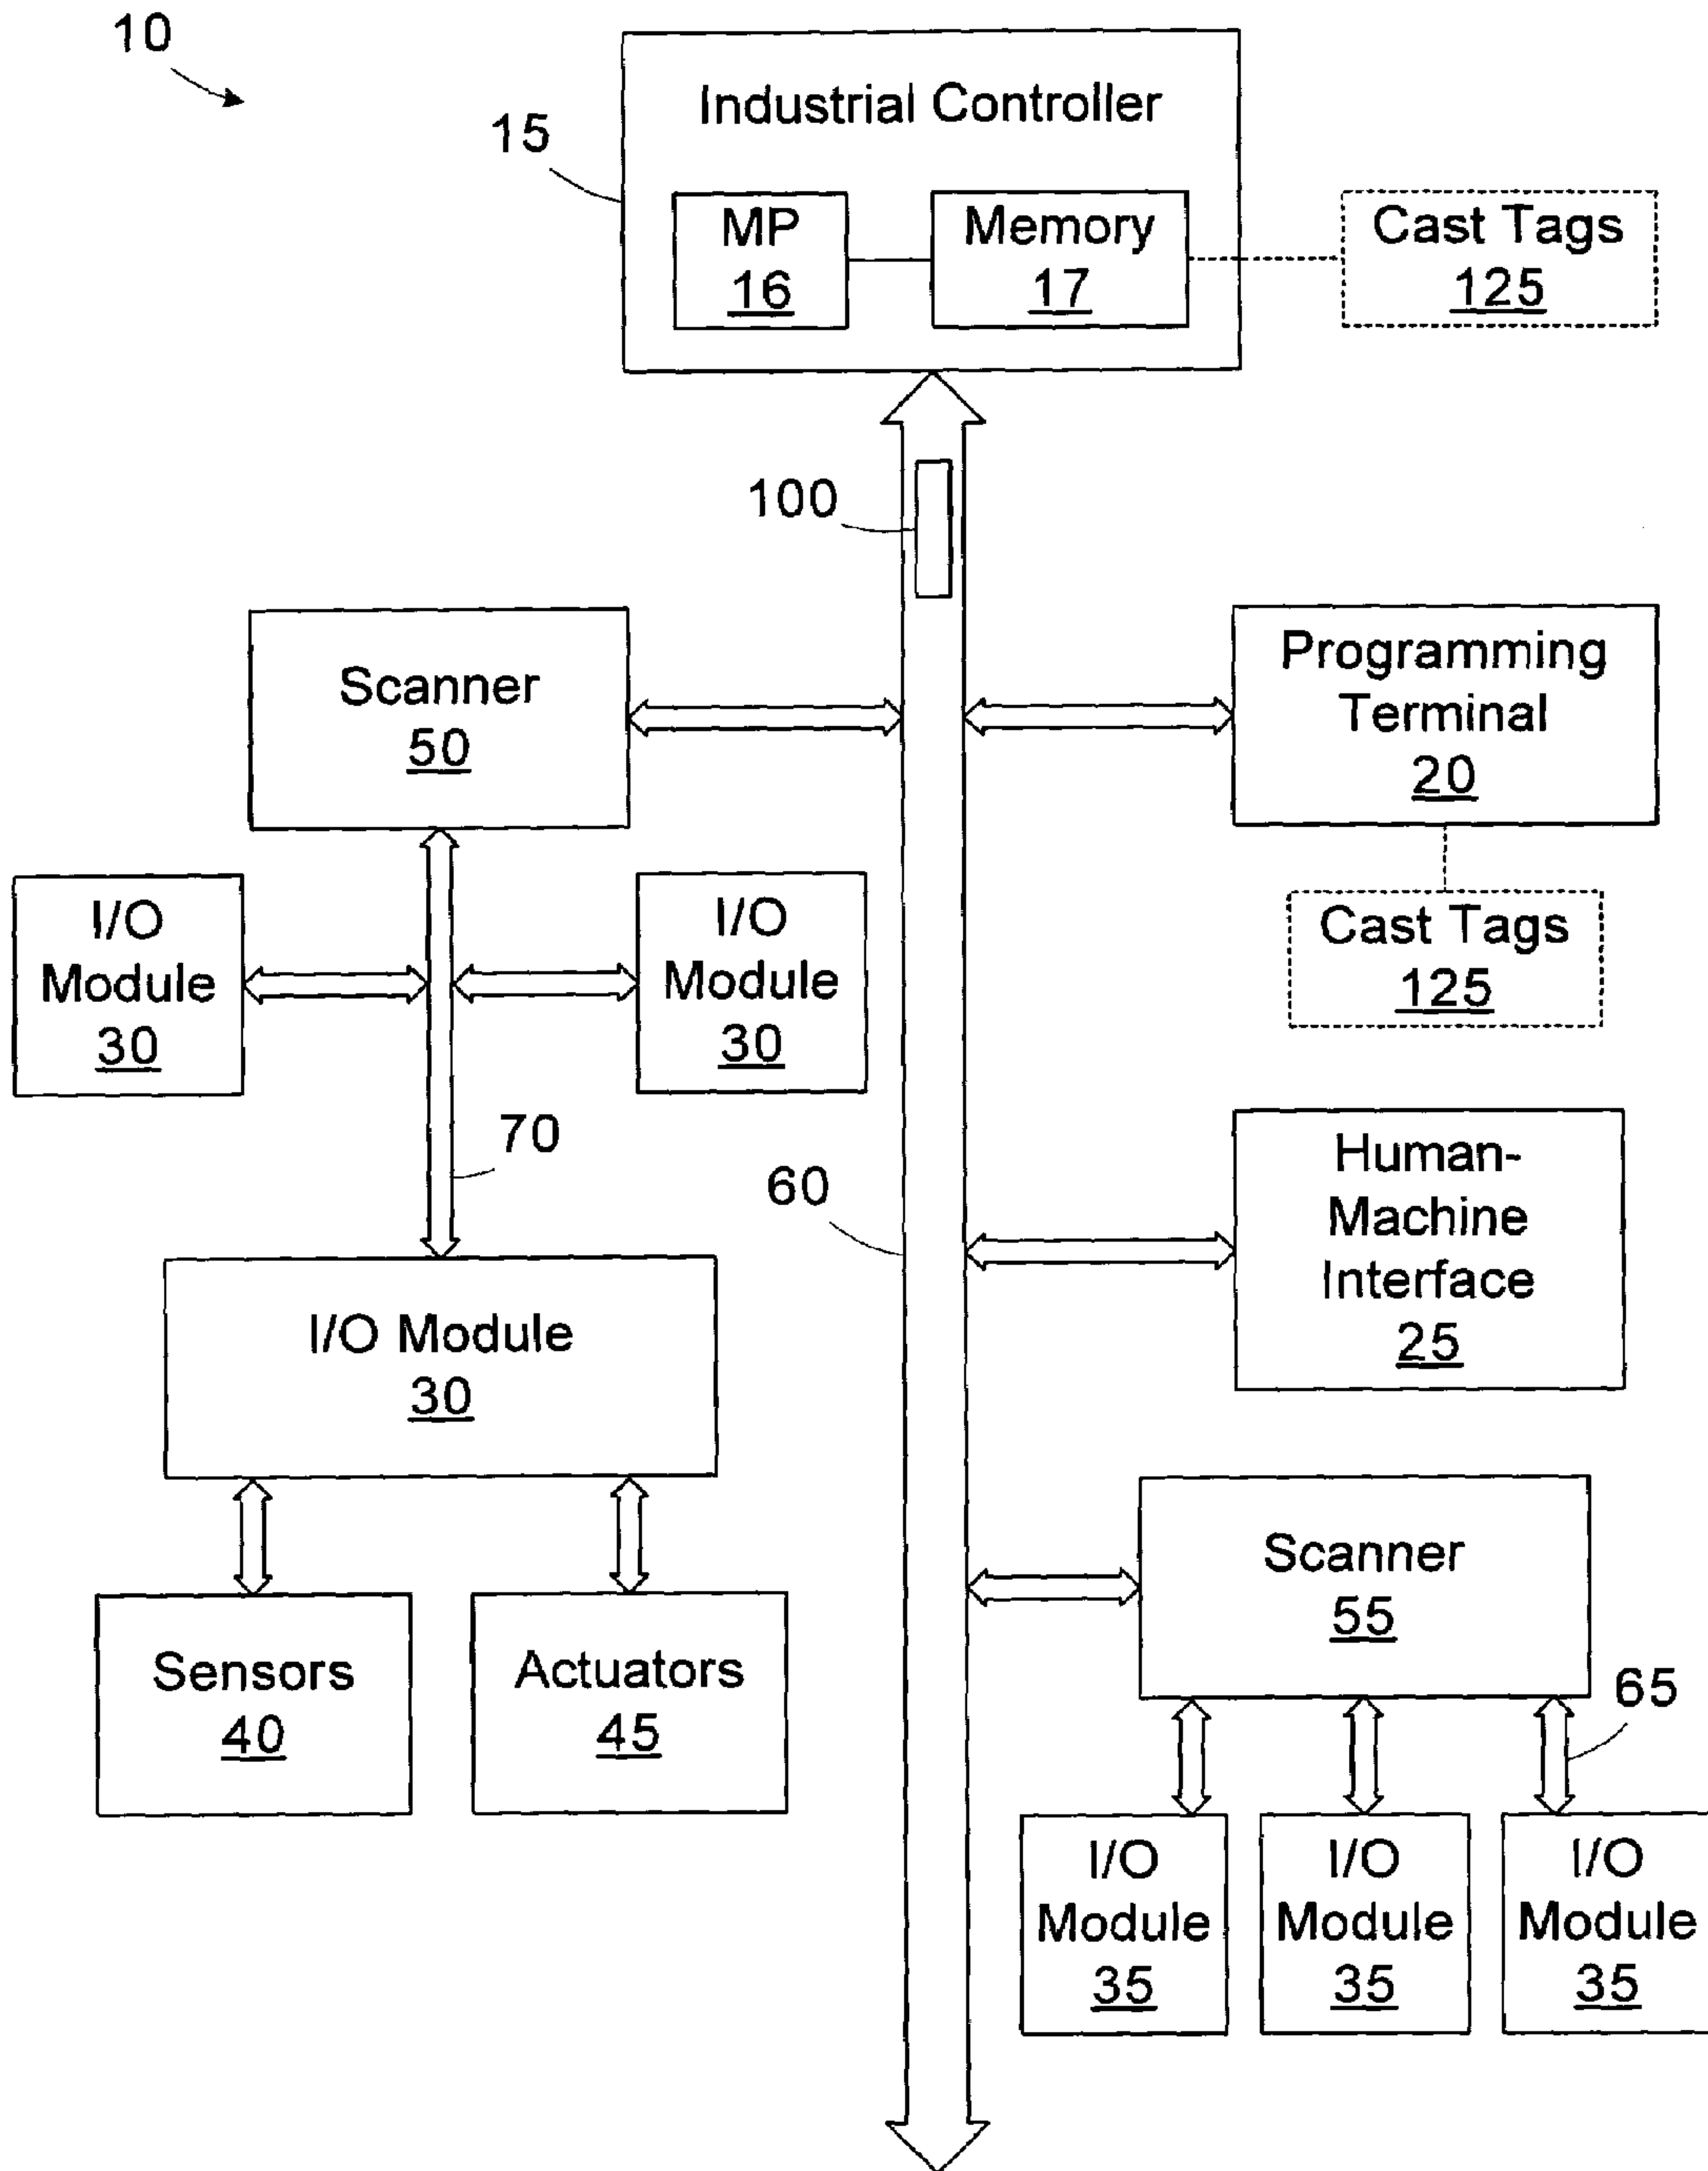 10
Industrial Controller
15
MP
16
Memory
17
Cast Tags
125
100
Scanner
50
Programming
Terminal
20
Cast Tags
125
I/O
Module
30
I/O
Module
30
70
60
Human-
Machine
Interface
25
I/O Module
30
Scanner
55
Sensors
40
Actuators
45
65
I/O
Module
35
I/O
Module
35
I/O
Module
35